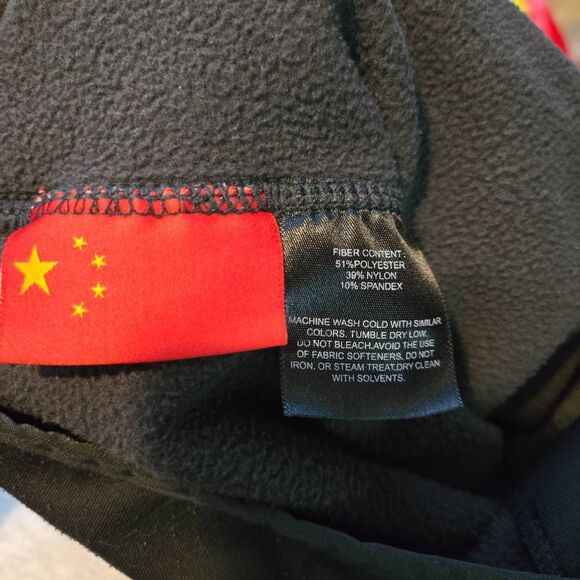 FIBER CONTENT:
51%POLYESTER
39% NYLON
10% SPANDEX
MACHINE WASH COLD WITH SIMILAR
COLORS. TUMBLE DRY LOW.
DO NOT BLEACH.AVOID THE USE
OF FABRIC SOFTENERS. DO NOT
IRON, OR STEAM TREAT.DRY CLEAN
WITH SOLVENTS.